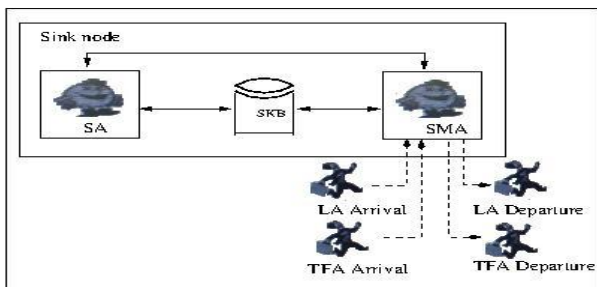 Sink node
SA
SKB
SMA
LA Arrival
LA Departure
TFA Arrival
TFA Departure